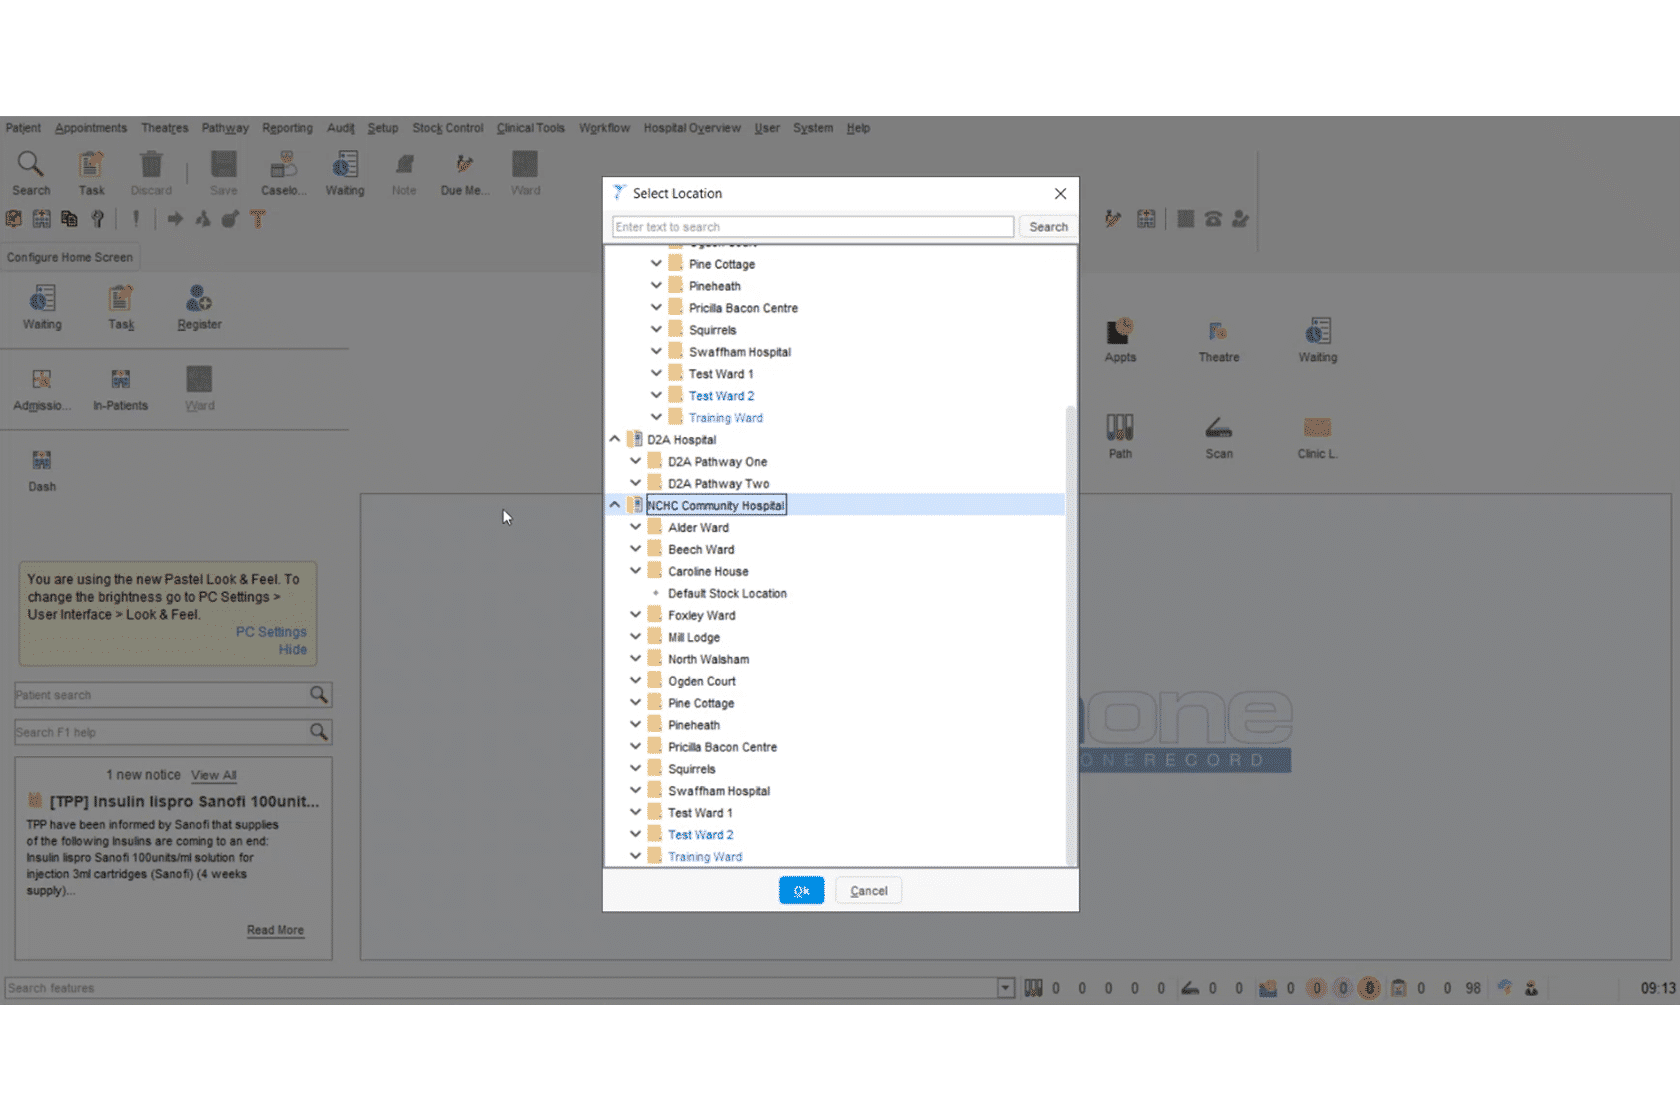 Patient Appointments Theatres Pathway Reporting Audit Setup Stock Control Clinical Tools Workflow Hospital Overview User System Help
Search Task Discard Save Caselo... Waiting Note Due Me... Ward
Configure Home Screen
Waiting Task Register
Admissio... In-Patients Ward
Dash
You are using the new Pastel Look & Feel. To
change the brightness go to PC Settings >
User Interface > Look & Feel.
PC Settings
Hide
Patient search
Search F1 help
1 new notice View All
[TPP] Insulin lispro Sanofi 100unit...
TPP have been informed by Sanofi that supplies
of the following Insulins are coming to an end:
Insulin lispro Sanofi 100units/ml solution for
injection 3ml cartridges (Sanofi) (4 weeks
supply)...
Read More
Select Location
Enter text to search
Search
Pine Cottage
Pineheath
Pricilla Bacon Centre
Squirrels
Swaffham Hospital
Test Ward 1
Test Ward 2
Training Ward
D2A Hospital
D2A Pathway One
D2A Pathway Two
NCHC Community Hospital
Alder Ward
Beech Ward
Caroline House
Default Stock Location
Foxley Ward
Mill Lodge
North Walsham
Ogden Court
Pine Cottage
Pineheath
Pricilla Bacon Centre
Squirrels
Swaffham Hospital
Test Ward 1
Test Ward 2
Training Ward
Ok Cancel
Appts Theatre Waiting
Path Scan Clinic L.
one
ONERECORD
Search features
0 0 0 0 0 0 0 0 0 0 0 0 0 98 09:13